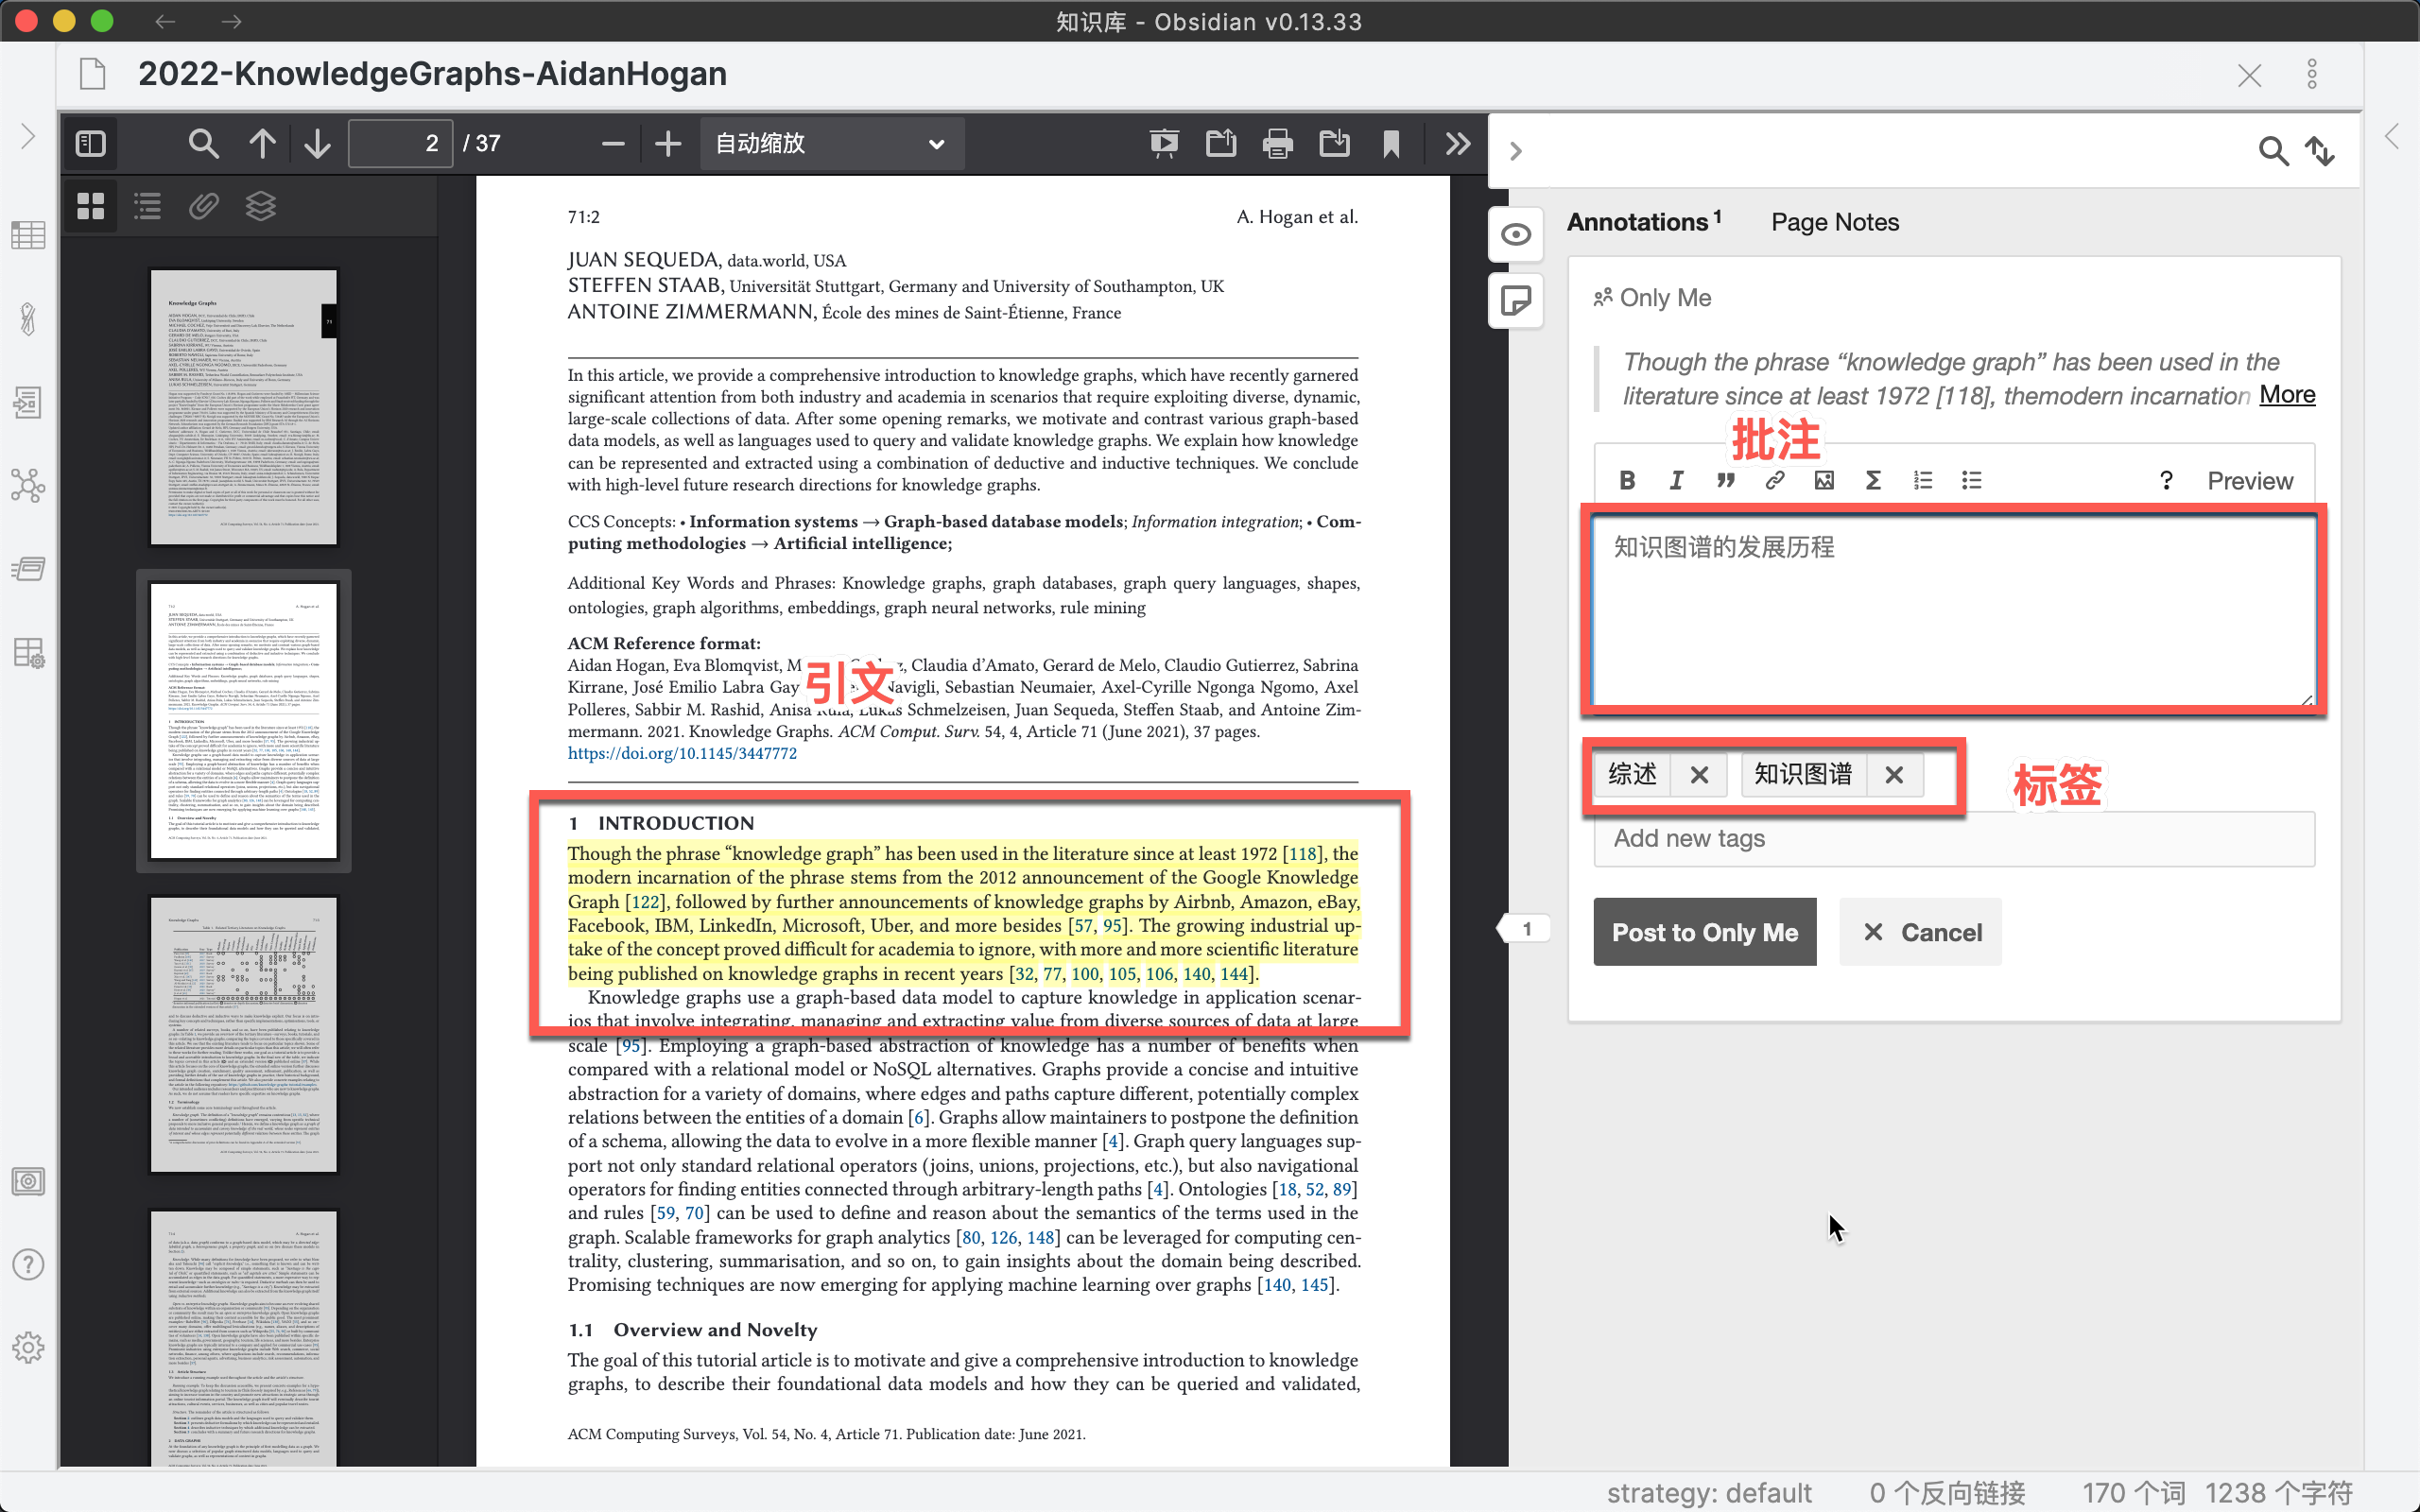 知识库 - Obsidian v0.13.33
2022-KnowledgeGraphs-AidanHogan
2 / 37
自动缩放
71:2
A. Hogan et al.
JUAN SEQUEDA, data.world, USA
STEFFEN STAAB, Universität Stuttgart, Germany and University of Southampton, UK
ANTOINE ZIMMERMANN, École des mines de Saint-Étienne, France
In this article, we provide a comprehensive introduction to knowledge graphs, which have recently garnered
significant attention from both industry and academia in scenarios that require exploiting diverse, dynamic,
large-scale collections of data. After some opening remarks, we motivate and contrast various graph-based
data models, as well as languages used to query and validate knowledge graphs. We explain how knowledge
can be represented and extracted using a combination of deductive and inductive techniques. We conclude
with high-level future research directions for knowledge graphs.
CCS Concepts: • Information systems → Graph-based database models; Information integration; • Com-
puting methodologies → Artificial intelligence;
Additional Key Words and Phrases: Knowledge graphs, graph databases, graph query languages, shapes,
ontologies, graph algorithms, embeddings, graph neural networks, rule mining
ACM Reference format:
Aidan Hogan, Eva Blomqvist, Claudia d’Amato, Gerard de Melo, Claudio Gutierrez, Sabrina
Kirrane, José Emilio Labra Gay Navigli, Sebastian Neumaier, Axel-Cyrille Ngonga Ngomo, Axel
引文
Polleres, Sabbir M. Rashid, Anisa Rula, Lukas Schmelzeisen, Juan Sequeda, Steffen Staab, and Antoine Zim-
mermann. 2021. Knowledge Graphs. ACM Comput. Surv. 54, 4, Article 71 (June 2021), 37 pages.
https://doi.org/10.1145/3447772
1 INTRODUCTION
Though the phrase “knowledge graph” has been used in the literature since at least 1972 [118], the
modern incarnation of the phrase stems from the 2012 announcement of the Google Knowledge
Graph [122], followed by further announcements of knowledge graphs by Airbnb, Amazon, eBay,
Facebook, IBM, LinkedIn, Microsoft, Uber, and more besides [57, 95]. The growing industrial up-
take of the concept proved difficult for academia to ignore, with more and more scientific literature
being published on knowledge graphs in recent years [32, 77, 100, 105, 106, 140, 144].
Knowledge graphs use a graph-based data model to capture knowledge in application scenar-
ios that involve integrating, managing and extracting value from diverse sources of data at large
scale [95]. Employing a graph-based abstraction of knowledge has a number of benefits when
compared with a relational model or NoSQL alternatives. Graphs provide a concise and intuitive
abstraction for a variety of domains, where edges and paths capture different, potentially complex
relations between the entities of a domain [6]. Graphs allow maintainers to postpone the definition
of a schema, allowing the data to evolve in a more flexible manner [4]. Graph query languages sup-
port not only standard relational operators (joins, unions, projections, etc.), but also navigational
operators for finding entities connected through arbitrary-length paths [4]. Ontologies [18, 52, 89]
and rules [59, 70] can be used to define and reason about the semantics of the terms used in the
graph. Scalable frameworks for graph analytics [80, 126, 148] can be leveraged for computing cen-
trality, clustering, summarisation, and so on, to gain insights about the domain being described.
Promising techniques are now emerging for applying machine learning over graphs [140, 145].
1.1 Overview and Novelty
The goal of this tutorial article is to motivate and give a comprehensive introduction to knowledge
graphs, to describe their foundational data models and how they can be queried and validated,
ACM Computing Surveys, Vol. 54, No. 4, Article 71. Publication date: June 2021.
1
Annotations 1 Page Notes
Only Me
Though the phrase “knowledge graph” has been used in the
literature since at least 1972 [118], themodern incarnation More
批注
B I ? Preview
知识图谱的发展历程
综述 知识图谱
标签
Add new tags
Post to Only Me Cancel
strategy: default 0 个反向链接 170 个词 1238 个字符